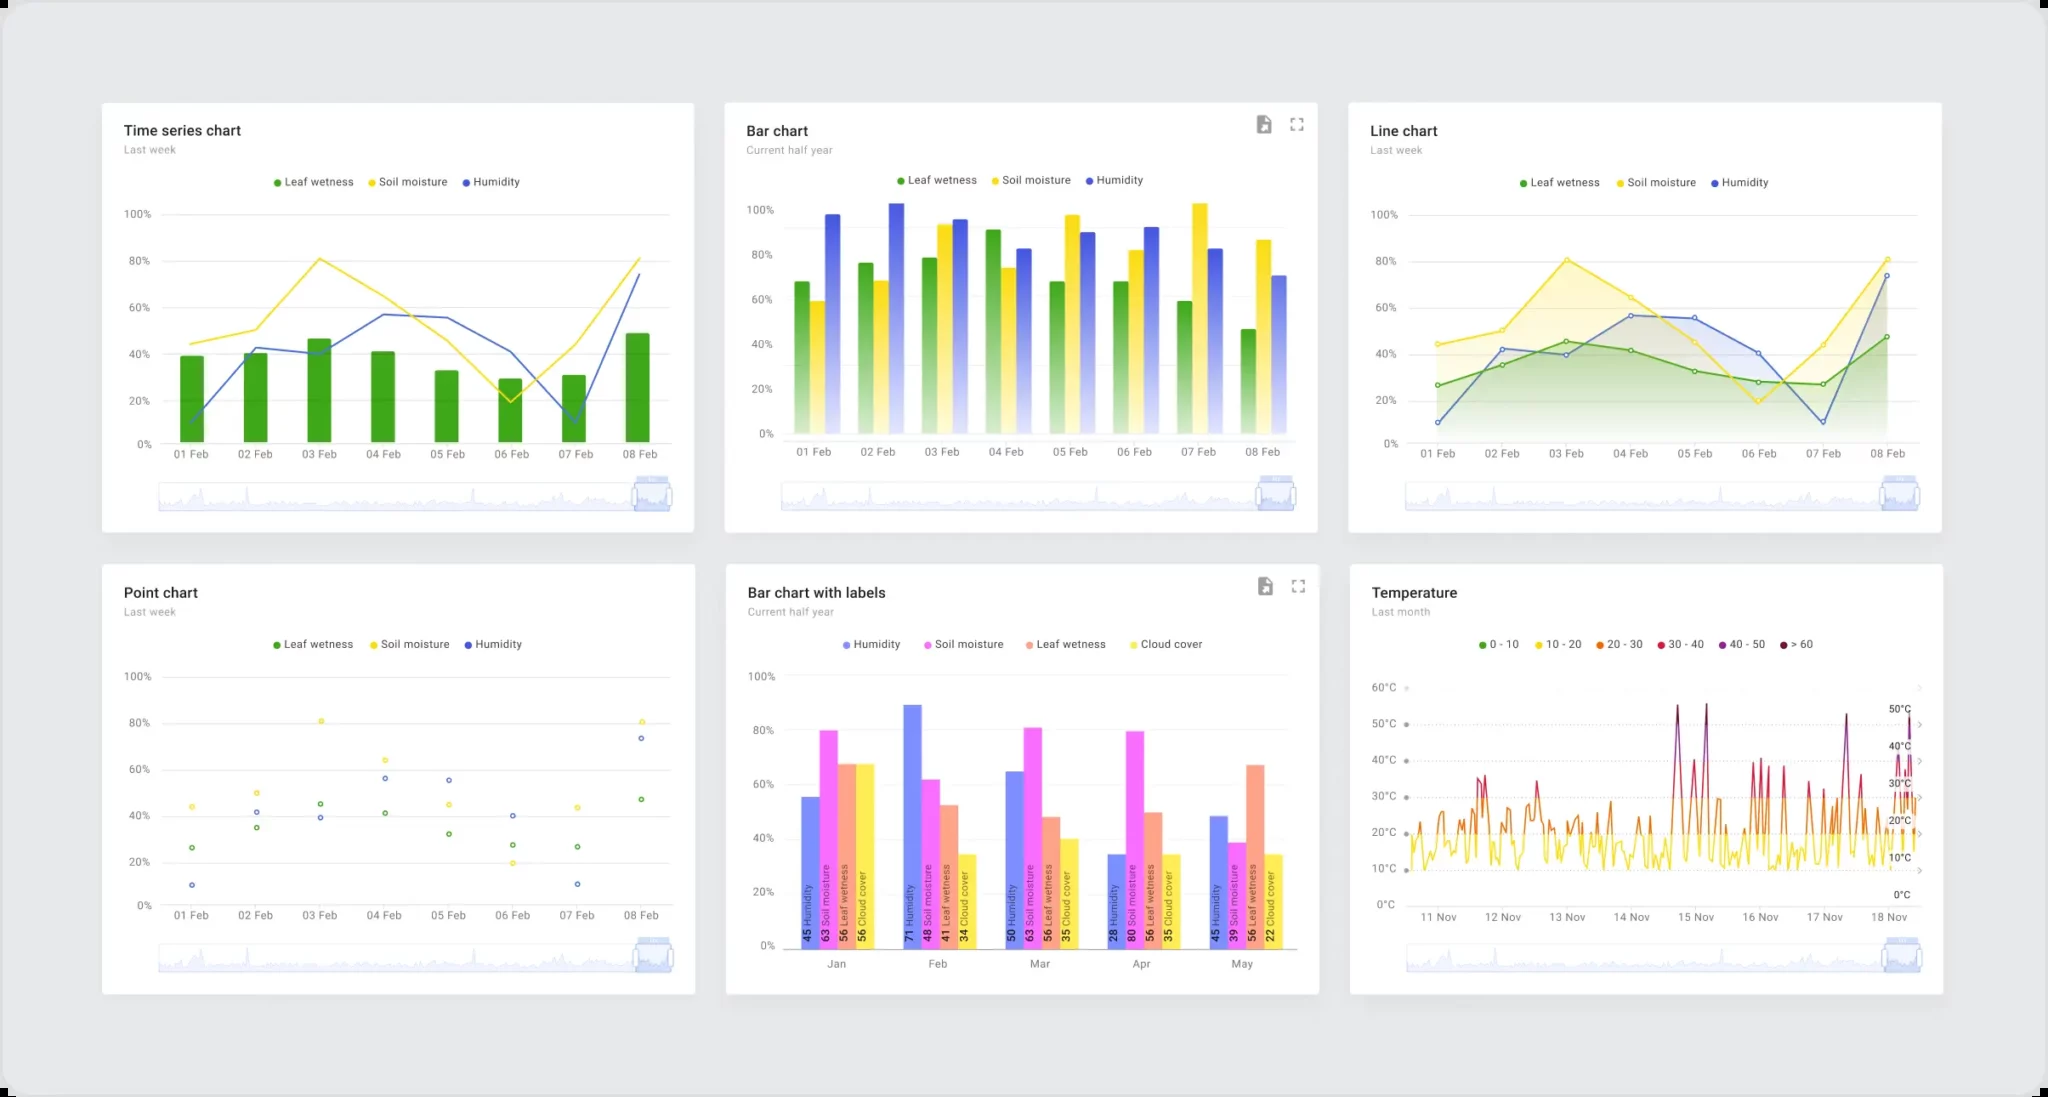 Time series chart
Last week
Leaf wetness Soil moisture Humidity
100%
80%
60%
40%
20%
0%
01 Feb 02 Feb 03 Feb 04 Feb 05 Feb 06 Feb 07 Feb 08 Feb
Bar chart
Current half year
Leaf wetness Soil moisture Humidity
100%
80%
60%
40%
20%
0%
01 Feb 02 Feb 03 Feb 04 Feb 05 Feb 06 Feb 07 Feb 08 Feb
Line chart
Last week
Leaf wetness Soil moisture Humidity
100%
80%
60%
40%
20%
0%
01 Feb 02 Feb 03 Feb 04 Feb 05 Feb 06 Feb 07 Feb 08 Feb
Point chart
Last week
Leaf wetness Soil moisture Humidity
100%
80%
60%
40%
20%
0%
01 Feb 02 Feb 03 Feb 04 Feb 05 Feb 06 Feb 07 Feb 08 Feb
Bar chart with labels
Current half year
Humidity Soil moisture Leaf wetness Cloud cover
100%
80%
60%
40%
20%
0%
45 Humidity
63 Soil moisture
56 Leaf wetness
56 Cloud cover
71 Humidity
48 Soil moisture
41 Leaf wetness
34 Cloud cover
50 Humidity
63 Soil moisture
56 Leaf wetness
35 Cloud cover
28 Humidity
80 Soil moisture
56 Leaf wetness
35 Cloud cover
45 Humidity
39 Soil moisture
56 Leaf wetness
22 Cloud cover
Jan Feb Mar Apr May
Temperature
Last month
0 - 10 10 - 20 20 - 30 30 - 40 40 - 50 > 60
60°C
50°C
40°C
30°C
20°C
10°C
0°C
50°C
40°C
30°C
20°C
10°C
0°C
11 Nov 12 Nov 13 Nov 14 Nov 15 Nov 16 Nov 17 Nov 18 Nov